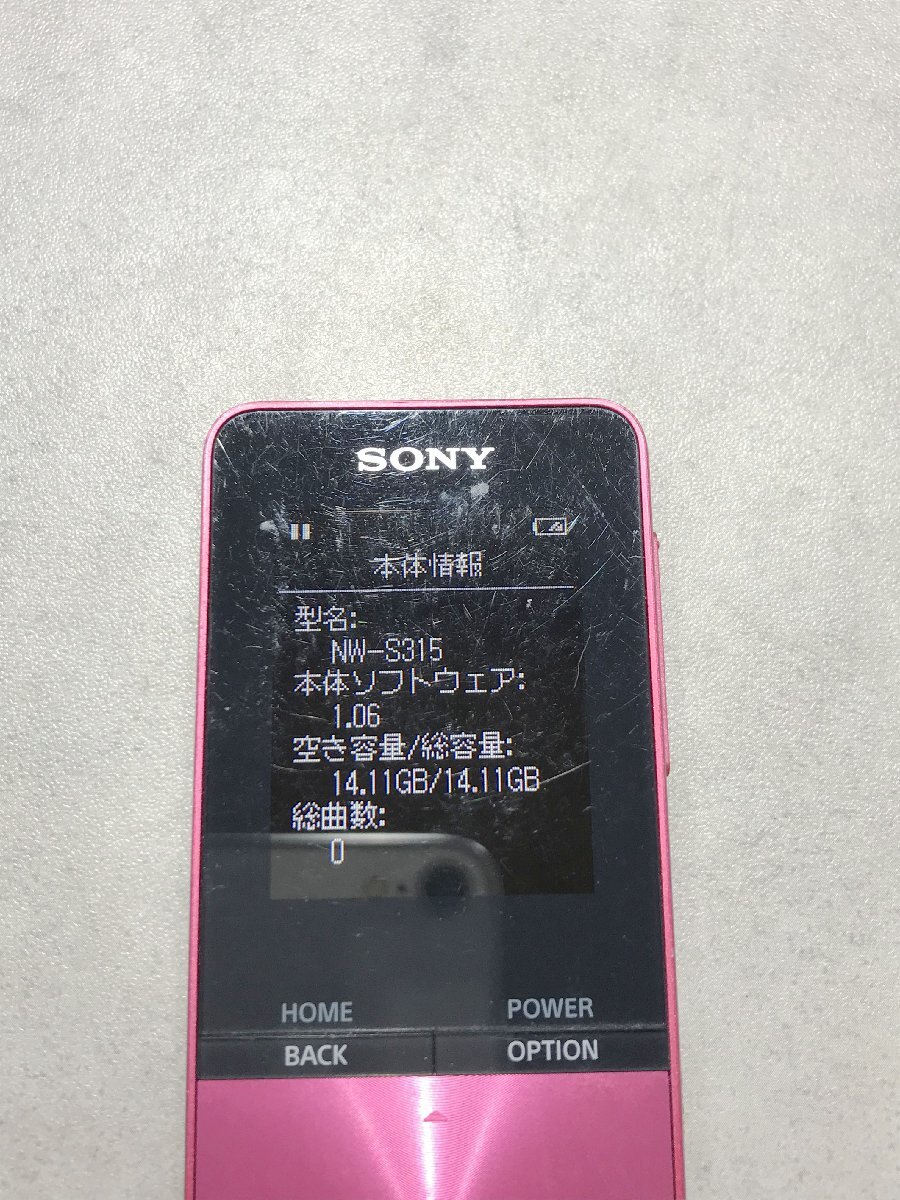 SONY
本体情報
型名:
NW-S315
本体ソフトウェア:
1.06
空き容量/総容量:
14.11GB/14.11GB
総曲数:
0
HOME POWER
BACK OPTION